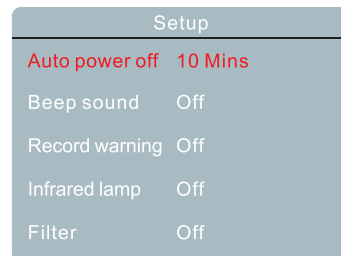 Setup
Auto power off 10 Mins
Beep sound Off
Record warning Off
Infrared lamp Off
Filter Off